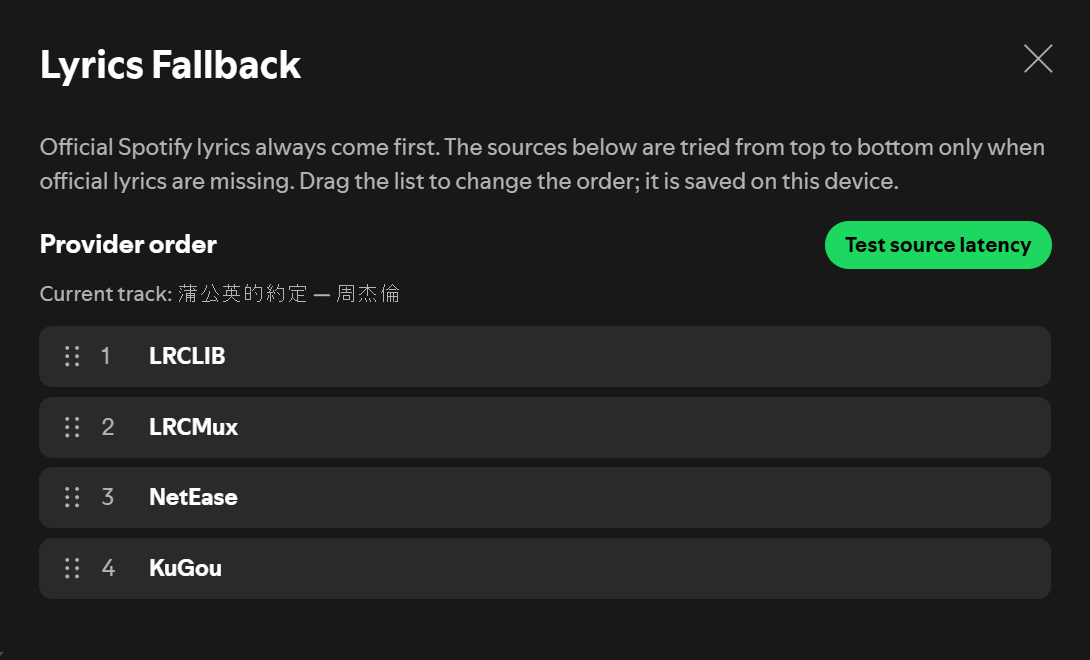 Lyrics Fallback
Official Spotify lyrics always come first. The sources below are tried from top to bottom only when
official lyrics are missing. Drag the list to change the order; it is saved on this device.
Provider order
Test source latency
Current track: 蒲公英的約定 — 周杰倫
1 LRCLIB
2 LRCMux
3 NetEase
4 KuGou